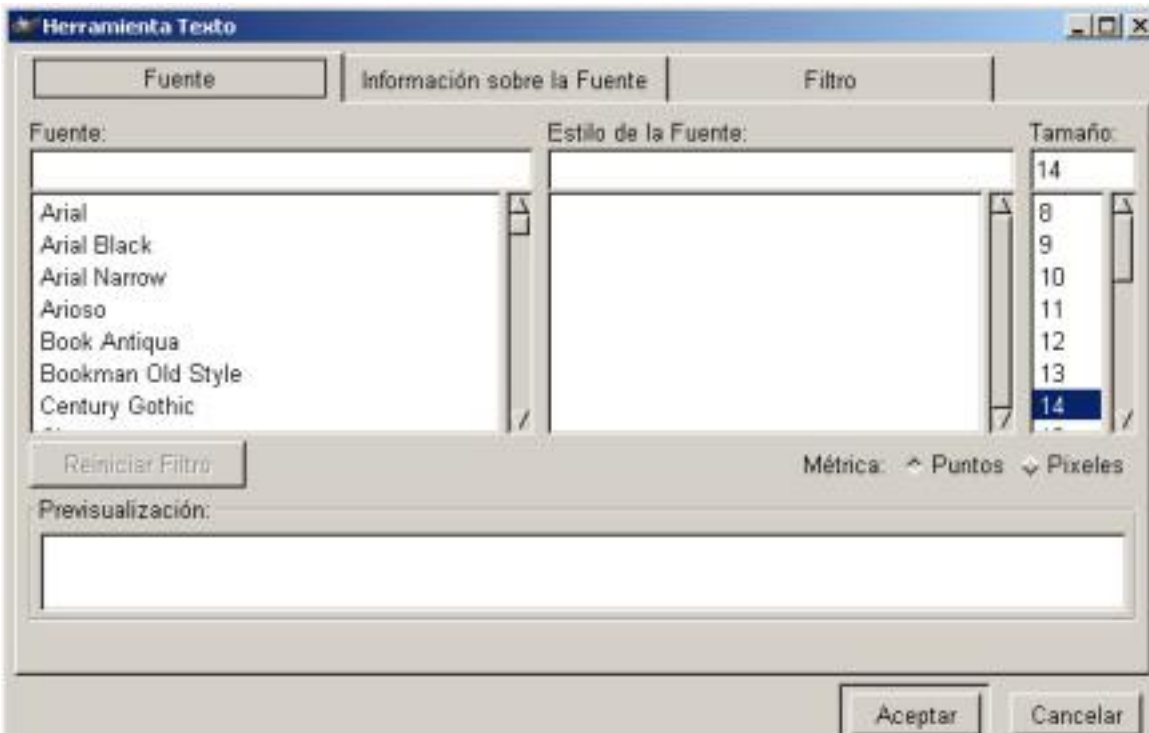 Herramienta Texto
Fuente
Información sobre la Fuente
Filtro
Fuente:
Estilo de la Fuente:
Tamaño:
14
Arial
Arial Black
Arial Narrow
Arioso
Book Antiqua
Bookman Old Style
Century Gothic
8
9
10
11
12
13
14
Reiniciar Filtro
Métrica: Puntos Pixeles
Previsualización:
Aceptar
Cancelar